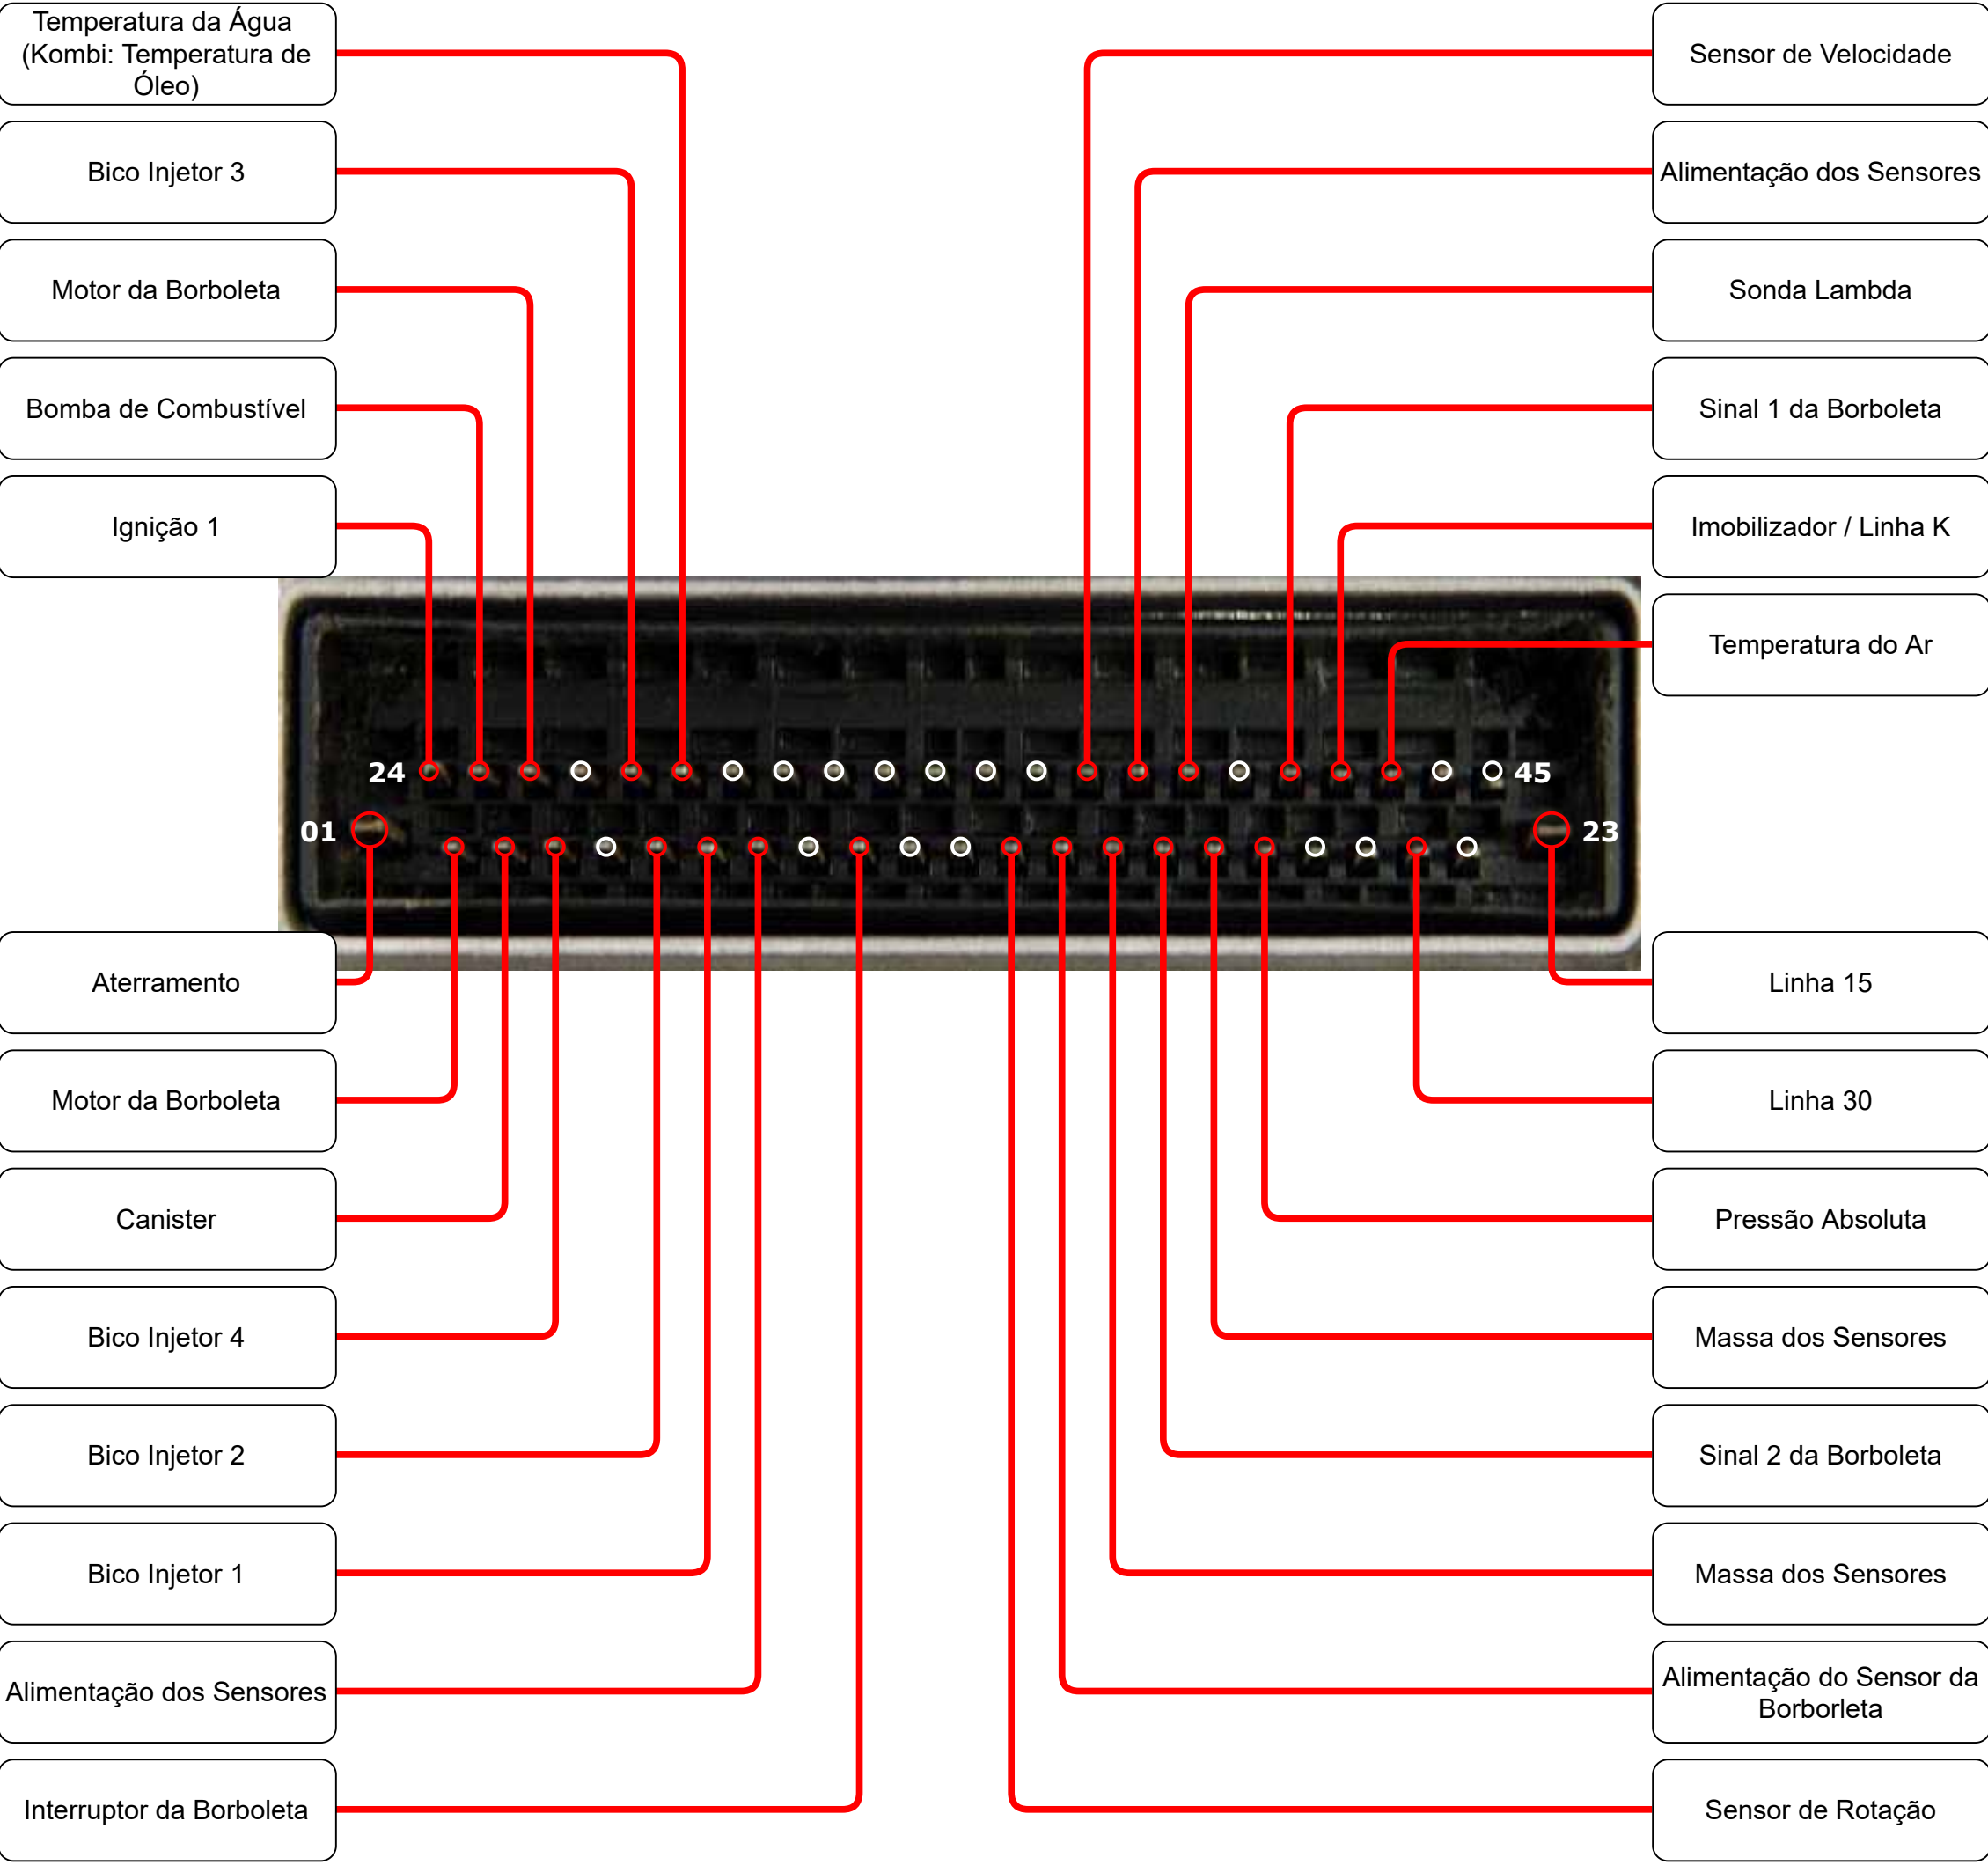 Temperatura da Água
(Kombi: Temperatura de
Óleo)
Bico Injetor 3
Motor da Borboleta
Bomba de Combustível
Ignição 1
Sensor de Velocidade
Alimentação dos Sensores
Sonda Lambda
Sinal 1 da Borboleta
Imobilizador / Linha K
Temperatura do Ar
24
45
01
23
Aterramento
Motor da Borboleta
Canister
Bico Injetor 4
Bico Injetor 2
Bico Injetor 1
Alimentação dos Sensores
Interruptor da Borboleta
Linha 15
Linha 30
Pressão Absoluta
Massa dos Sensores
Sinal 2 da Borboleta
Massa dos Sensores
Alimentação do Sensor da
Borborleta
Sensor de Rotação